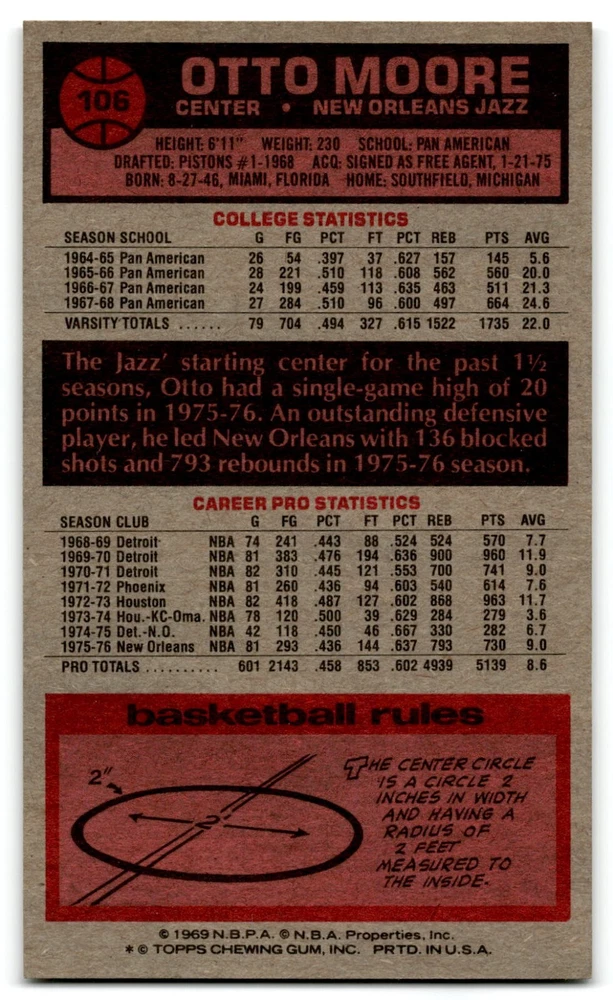 106
OTTO MOORE
CENTER • NEW ORLEANS JAZZ
HEIGHT: 6'11" WEIGHT: 230 SCHOOL: PAN AMERICAN
DRAFTED: PISTONS #1-1968 ACQ: SIGNED AS FREE AGENT, 1-21-75
BORN: 8-27-46, MIAMI, FLORIDA HOME: SOUTHFIELD, MICHIGAN
COLLEGE STATISTICS
SEASON SCHOOL G FG PCT FT PCT REB PTS AVG
1964-65 Pan American 26 54 .397 37 .627 157 145 5.6
1965-66 Pan American 28 221 .510 118 .608 562 560 20.0
1966-67 Pan American 24 199 .459 113 .635 463 511 21.3
1967-68 Pan American 27 284 .510 96 .600 497 664 24.6
VARSITY TOTALS ...... 79 704 .494 327 .615 1522 1735 22.0
The Jazz' starting center for the past 1½
seasons, Otto had a single-game high of 20
points in 1975-76. An outstanding defensive
player, he led New Orleans with 136 blocked
shots and 793 rebounds in 1975-76 season.
CAREER PRO STATISTICS
SEASON CLUB G FG PCT FT PCT REB PTS AVG
1968-69 Detroit NBA 74 241 .443 88 .524 524 570 7.7
1969-70 Detroit NBA 81 383 .476 194 .636 900 960 11.9
1970-71 Detroit NBA 82 310 .445 121 .553 700 741 9.0
1971-72 Phoenix NBA 81 260 .436 94 .603 540 614 7.6
1972-73 Houston NBA 82 418 .487 127 .602 868 963 11.7
1973-74 Hou.-KC-Oma. NBA 78 120 .500 39 .629 284 279 3.6
1974-75 Det.-N.O. NBA 42 118 .450 46 .667 330 282 6.7
1975-76 New Orleans NBA 81 293 .436 144 .637 793 730 9.0
PRO TOTALS .......... 601 2143 .458 853 .602 4939 5139 8.6
basketball rules
2"
2'
THE CENTER CIRCLE
IS A CIRCLE 2
INCHES IN WIDTH
AND HAVING A
RADIUS OF
2 FEET
MEASURED TO
THE INSIDE.
© 1969 N.B.P.A. © N.B.A. Properties, Inc.
* © TOPPS CHEWING GUM, INC. PRTD. IN U.S.A.